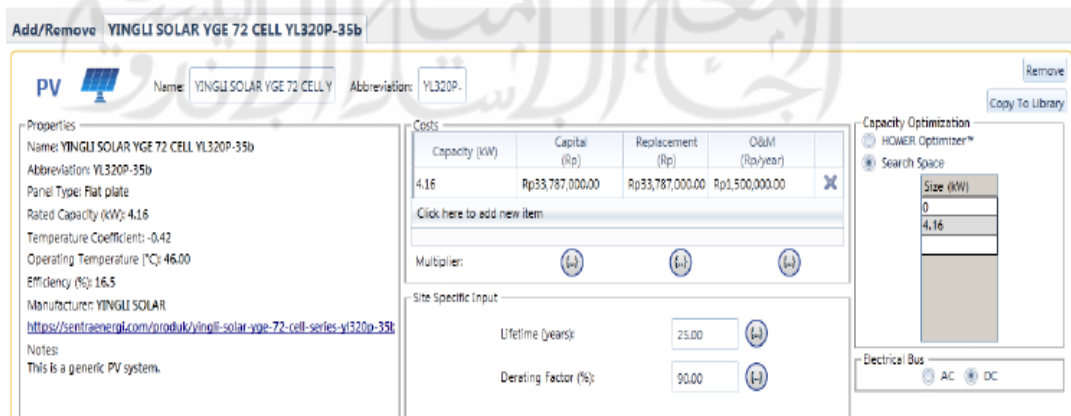 Add/Remove YINGLI SOLAR YGE 72 CELL YL320P-35b
PV Name: YINGLI SOLAR YGE 72 CELL Y Abbreviation: YL320P-
Remove
Copy To Library
Properties
Name: YINGLI SOLAR YGE 72 CELL YL320P-35b
Abbreviation: YL320P-35b
Panel Type: Flat plate
Rated Capacity (kW): 4.16
Temperature Coefficient: -0.42
Operating Temperature (°C): 46.00
Efficiency (%): 16.5
Manufacturer: YINGLI SOLAR
https://sentraenergi.com/produk/yingli-solar-yge-72-cell-series-yl320p-35b
Notes:
This is a generic PV system.
Costs
Capacity (kW) Capital (Rp) Replacement (Rp) O&M (Rp/year)
4.16 Rp33,787,000.00 Rp33,787,000.00 Rp1,500,000.00
Click here to add new item
Multiplier: (..) (..) (..)
Site Specific Input
Lifetime (years): 25.00 (..)
Derating Factor (%): 90.00 (..)
Capacity Optimization
HOMER Optimizer™
Search Space
Size (kW)
0
4.16
Electrical Bus
AC DC